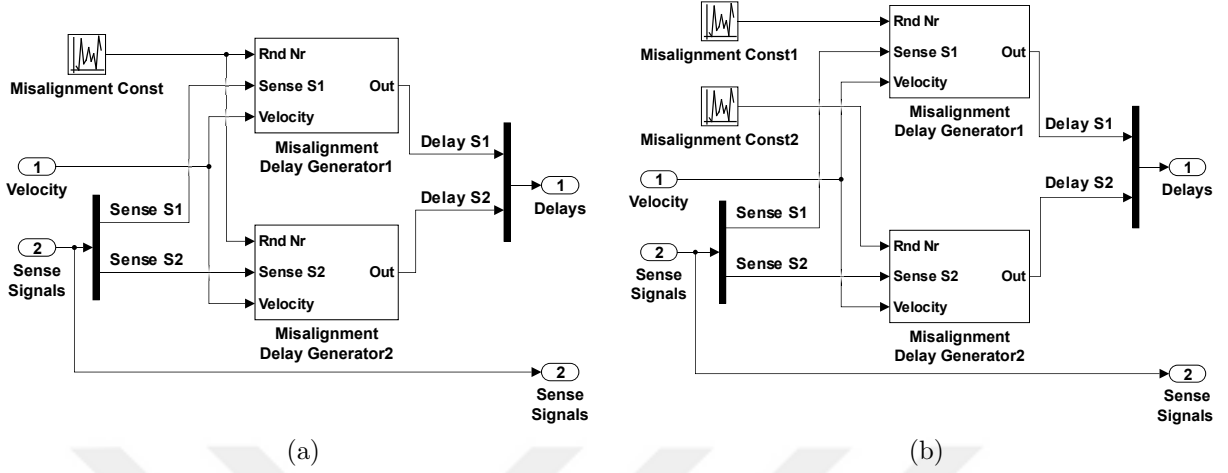 Rnd Nr
Misalignment Const
Sense S1
Out
Velocity
Misalignment
Delay Generator1
Delay S1
1
Velocity
Delay S2
1
Delays
Sense S1
2
Sense
Signals
Rnd Nr
Sense S2
Sense S2
Out
Velocity
Misalignment
Delay Generator2
2
Sense
Signals
(a)
Rnd Nr
Misalignment Const1
Sense S1
Out
Velocity
Misalignment
Delay Generator1
Misalignment Const2
Delay S1
1
Velocity
Delay S2
1
Delays
Sense S1
2
Sense
Signals
Rnd Nr
Sense S2
Sense S2
Out
Velocity
Misalignment
Delay Generator2
2
Sense
Signals
(b)